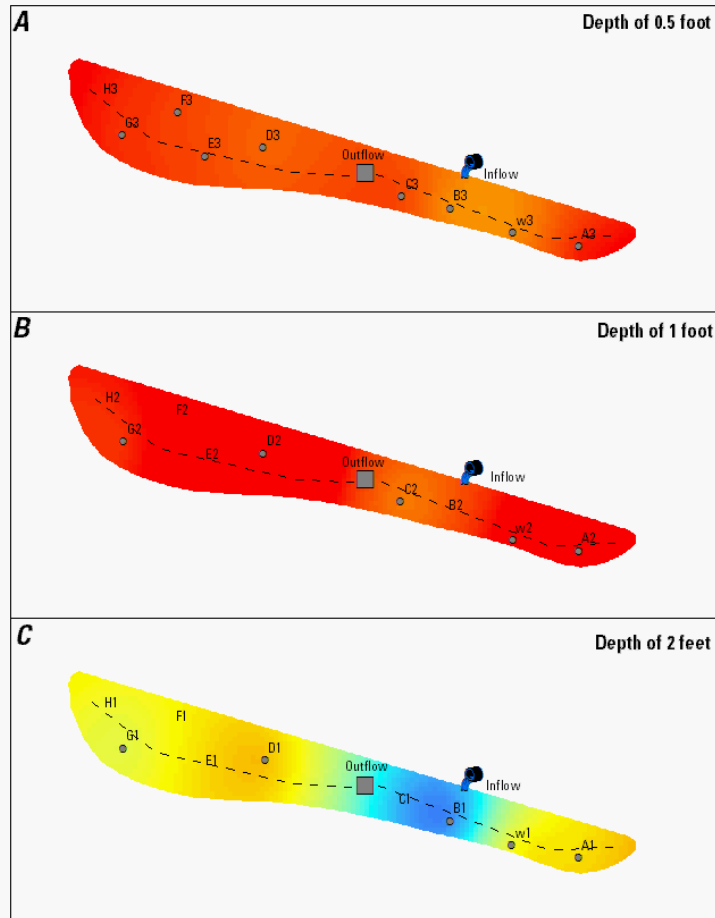 A
Depth of 0.5 foot
H3
F3
G3
D3
E3
Outflow
Inflow
C3
B3
w3
A3
B
Depth of 1 foot
H2
F2
G2
D2
E2
Outflow
Inflow
C2
B2
w2
A2
C
Depth of 2 feet
H1
F1
G1
D1
E1
Outflow
Inflow
C1
B1
w1
A1